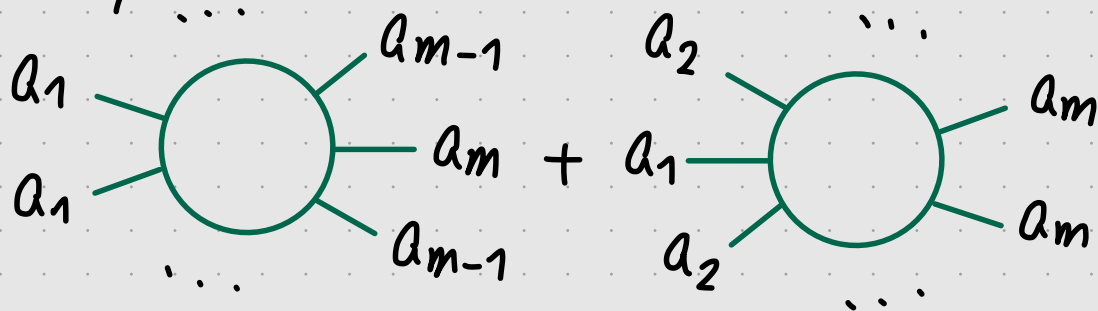 ... a_{m-1} a_2 ...
a_1 a_m
a_m + a_1
a_1 a_{m-1} a_2 a_m
... ...